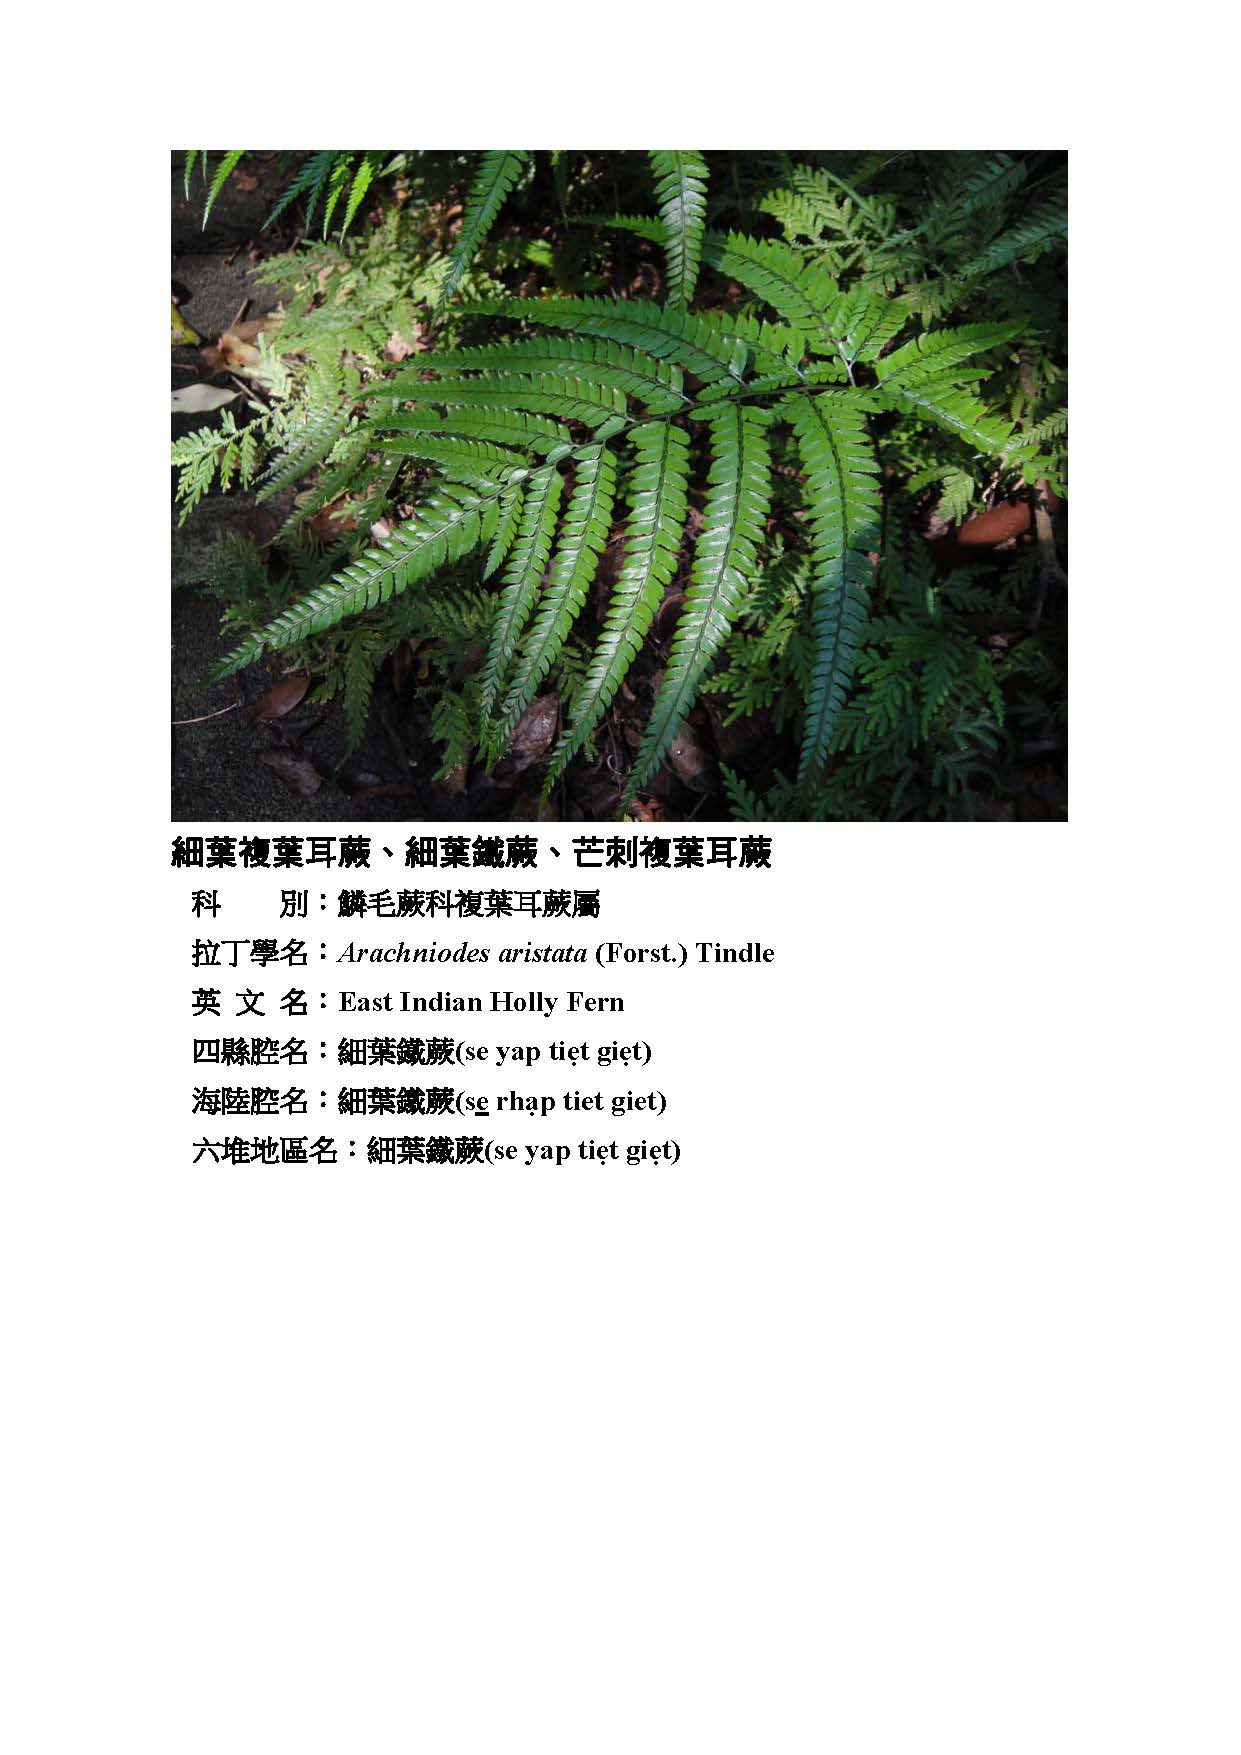 細葉複葉耳蕨、細葉鐵蕨、芒刺複葉耳蕨
科　　別：鱗毛蕨科複葉耳蕨屬
拉丁學名：Arachniodes aristata (Forst.) Tindle
英 文 名：East Indian Holly Fern
四縣腔名：細葉鐵蕨(se yap tiẹt giẹt)
海陸腔名：細葉鐵蕨(se̲ rhạp tiet giet)
六堆地區名：細葉鐵蕨(se yap tiẹt giẹt)